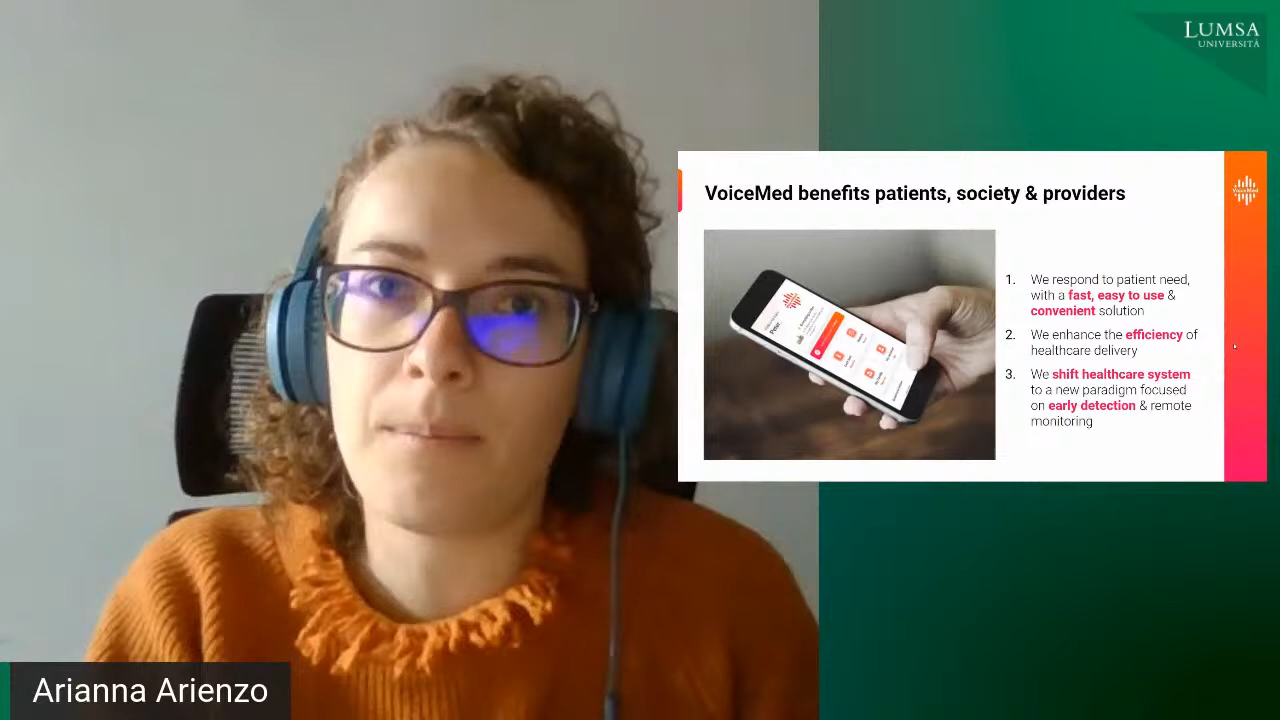 LUMSA
UNIVERSITÀ
VoiceMed benefits patients, society & providers
VoiceMed
1. We respond to patient need,
with a fast, easy to use &
convenient solution
2. We enhance the efficiency of
healthcare delivery
3. We shift healthcare system
to a new paradigm focused
on early detection & remote
monitoring
Arianna Arienzo